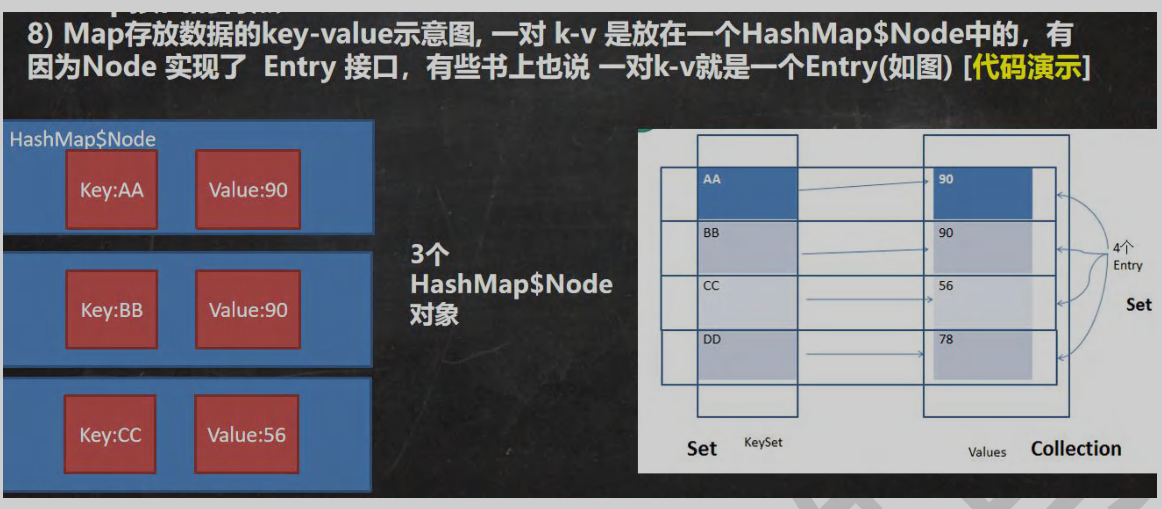 8) Map存放数据的key-value示意图, 一对 k-v 是放在一个HashMap$Node中的，有
因为Node 实现了 Entry 接口，有些书上也说 一对k-v就是一个Entry(如图) [代码演示]
HashMap$Node
Key:AA Value:90
Key:BB Value:90
Key:CC Value:56
3个
HashMap$Node
对象
AA 90
BB 90
CC 56
DD 78
4个
Entry
Set
Set KeySet Values Collection